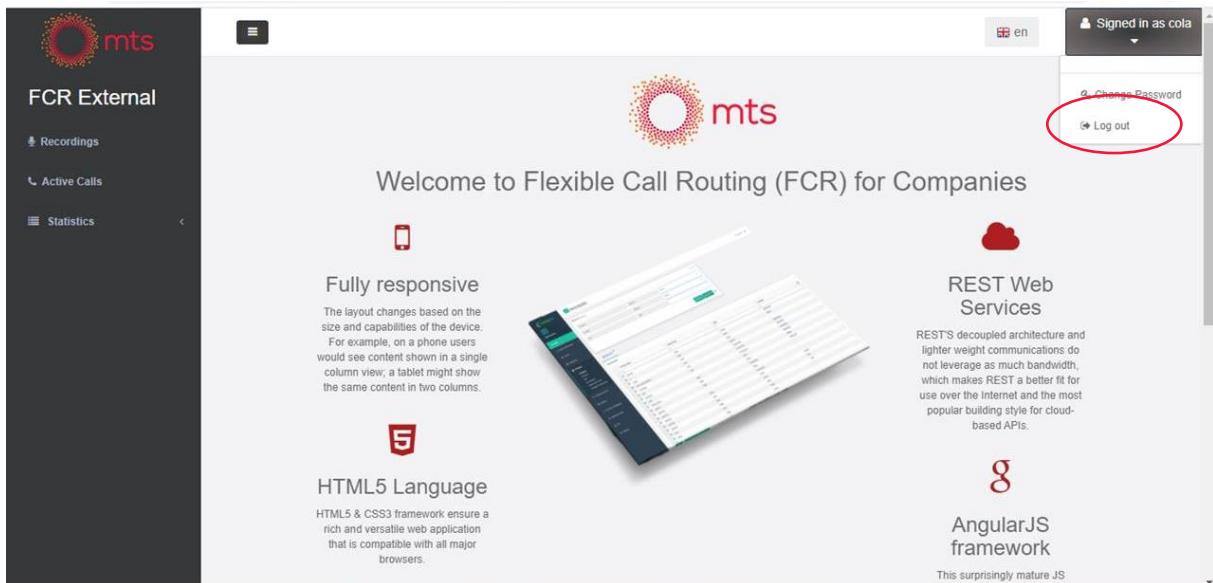 mts
FCR External
Recordings
Active Calls
Statistics
en
Signed in as cola
Change Password
Log out
mts
Welcome to Flexible Call Routing (FCR) for Companies
Fully responsive
The layout changes based on the
size and capabilities of the device.
For example, on a phone users
would see content shown in a single
column view; a tablet might show
the same content in two columns.
HTML5 Language
HTML5 & CSS3 framework ensure a
rich and versatile web application
that is compatible with all major
browsers.
REST Web
Services
REST'S decoupled architecture and
lighter weight communications do
not leverage as much bandwidth,
which makes REST a better fit for
use over the Internet and the most
popular building style for cloud-
based APIs.
AngularJS
framework
This surprisingly mature JS